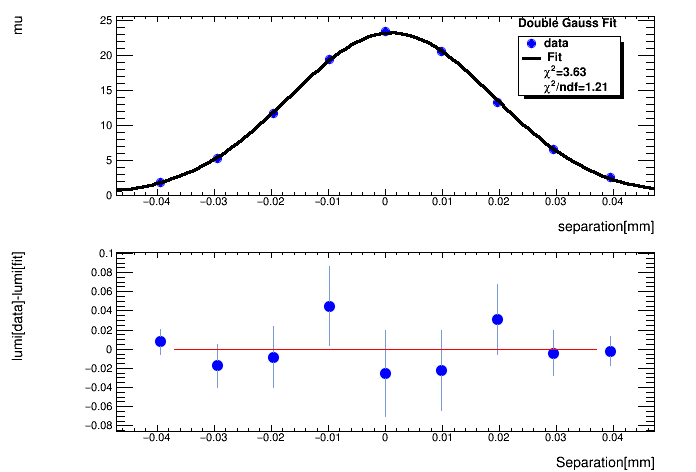 mu
Double Gauss Fit
data
Fit
χ²=3.63
χ²/ndf=1.21
25
20
15
10
5
0
−0.04 −0.03 −0.02 −0.01 0 0.01 0.02 0.03 0.04
separation[mm]
lumi[data]-lumi[fit]
0.1
0.08
0.06
0.04
0.02
0
−0.02
−0.04
−0.06
−0.08
−0.04 −0.03 −0.02 −0.01 0 0.01 0.02 0.03 0.04
Separation[mm]